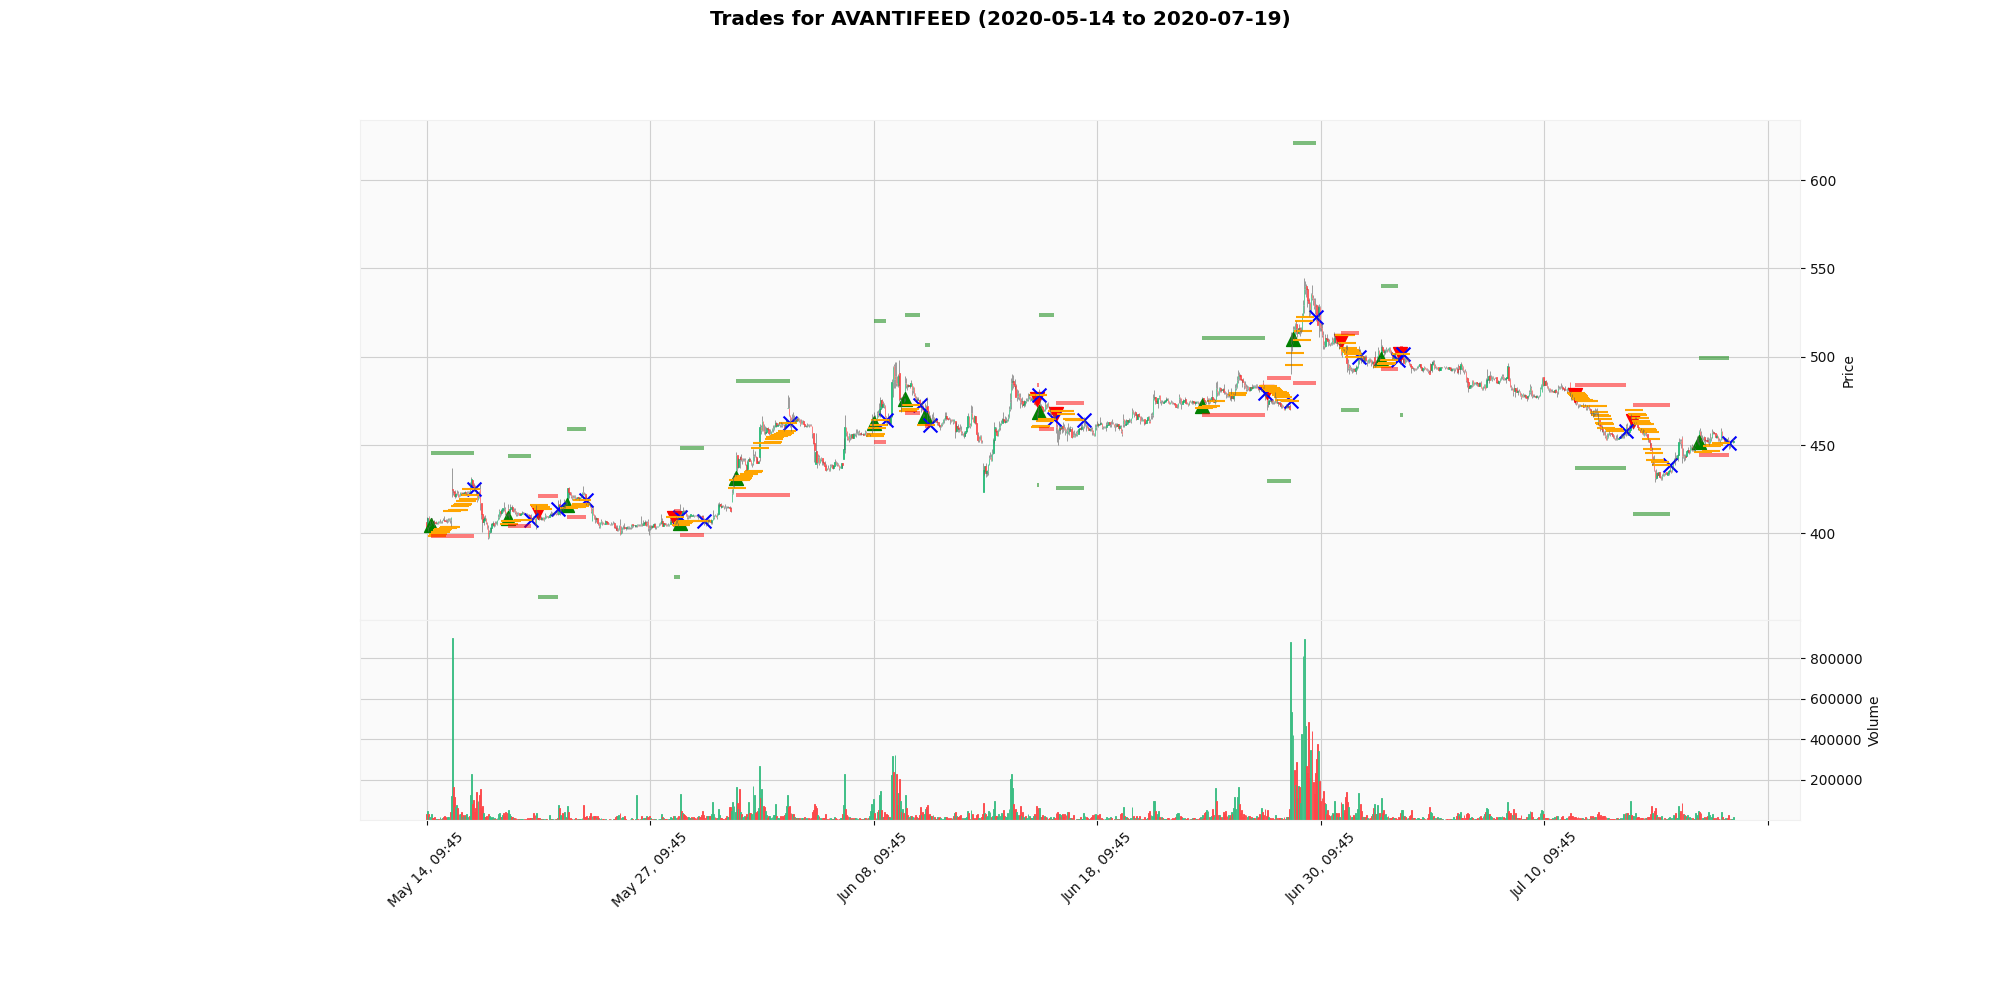 Trades for AVANTIFEED (2020-05-14 to 2020-07-19)
600
550
500
450
400
Price
800000
600000
400000
200000
Volume
May 14, 09:45
May 27, 09:45
Jun 08, 09:45
Jun 18, 09:45
Jun 30, 09:45
Jul 10, 09:45